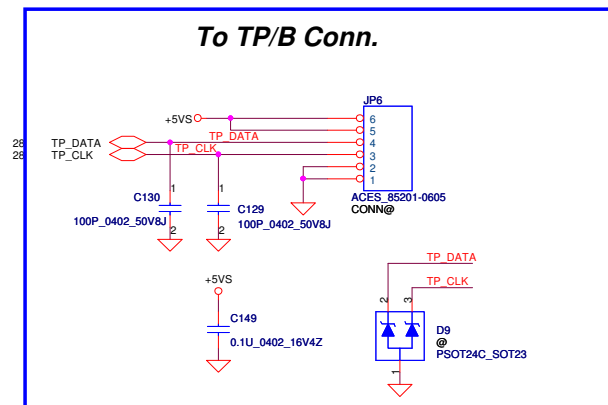 To TP/B Conn.
JP6
+5VS
6
5
28 TP_DATA TP_DATA 4
28 TP_CLK TP_CLK 3
2
1
C130 1 1
100P_0402_50V8J 2
C129
100P_0402_50V8J 2
ACES_85201-0605
CONN@
+5VS
C149
0.1U_0402_16V4Z
TP_DATA
TP_CLK
2 3
D9
@
PSOT24C_SOT23
1